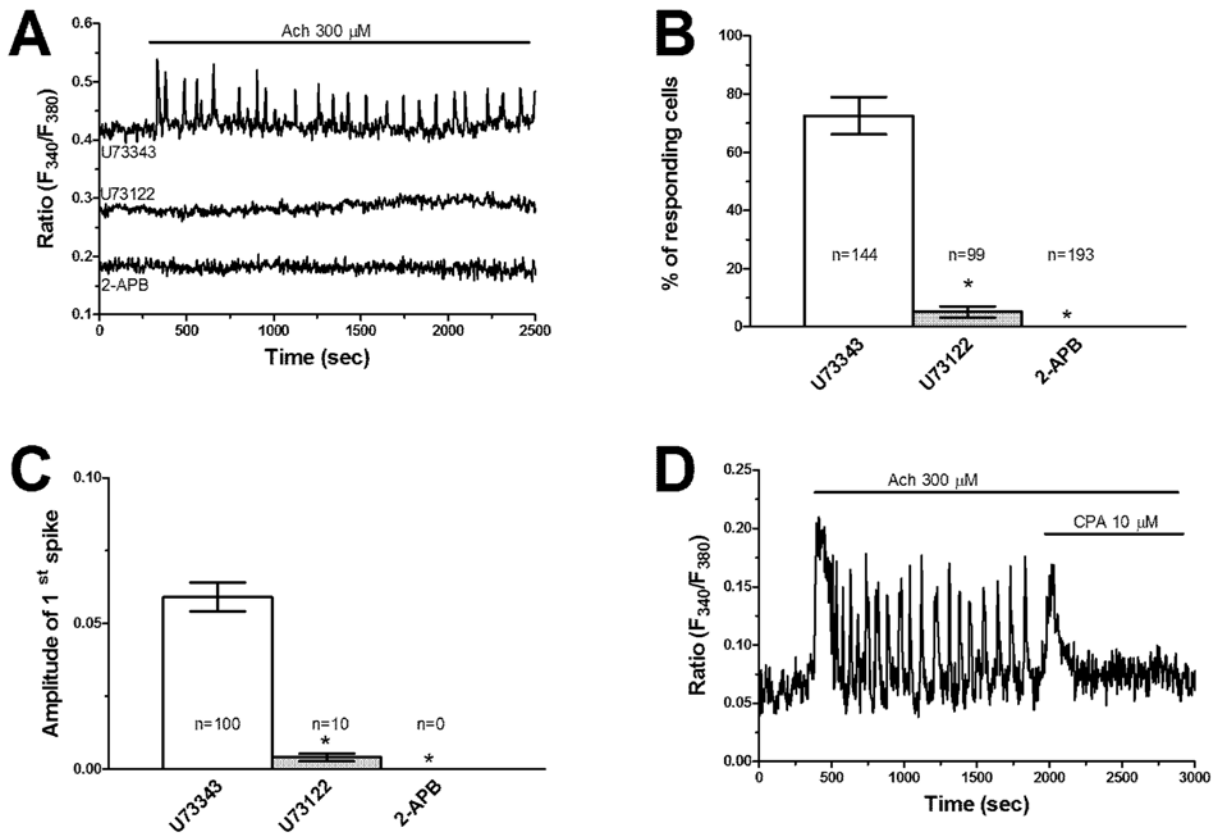 A
Ach 300 μM
Ratio (F340/F380)
0.6
0.5
0.4
0.3
0.2
0.1
U73343
U73122
2-APB
0
500
1000
1500
2000
2500
Time (sec)
B
% of responding cells
100
80
60
40
20
0
n=144
n=99
n=193
*
*
U73343
U73122
2-APB
C
Amplitude of 1st spike
0.10
0.05
0.00
n=100
n=10
n=0
*
*
U73343
U73122
2-APB
D
Ach 300 μM
CPA 10 μM
Ratio (F340/F380)
0.25
0.20
0.15
0.10
0.05
0.00
0
500
1000
1500
2000
2500
3000
Time (sec)